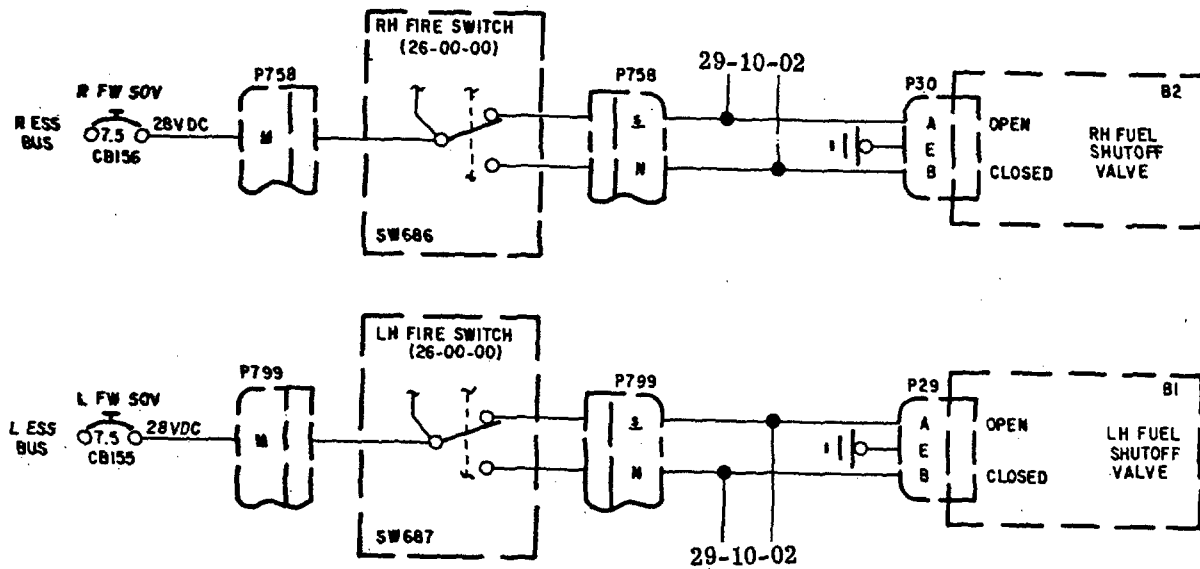 RH FIRE SWITCH
(26-00-00)
P758
P758
29-10-02
P30
B2
R FW SOV
R ESS
BUS
7.5
28VDC
CB156
M
S
N
A
E
B
OPEN
CLOSED
RH FUEL
SHUTOFF
VALVE
SW686
LH FIRE SWITCH
(26-00-00)
P799
P799
P29
B1
L FW SOV
L ESS
BUS
7.5
28VDC
CB155
M
S
N
A
E
B
OPEN
CLOSED
LH FUEL
SHUTOFF
VALVE
SW687
29-10-02